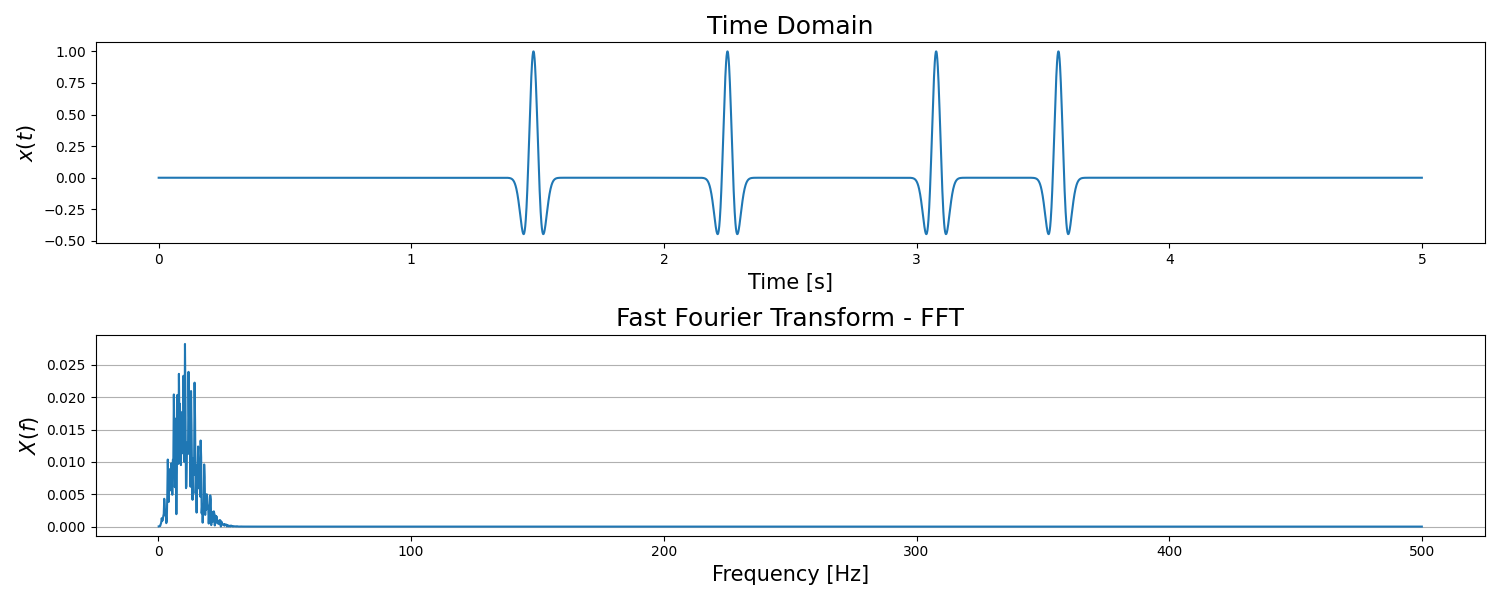 Time Domain
1.00
0.75
0.50
0.25
0.00
−0.25
−0.50
x(t)
0 1 2 3 4 5
Time [s]
Fast Fourier Transform - FFT
0.025
0.020
0.015
0.010
0.005
0.000
X(f)
0 100 200 300 400 500
Frequency [Hz]